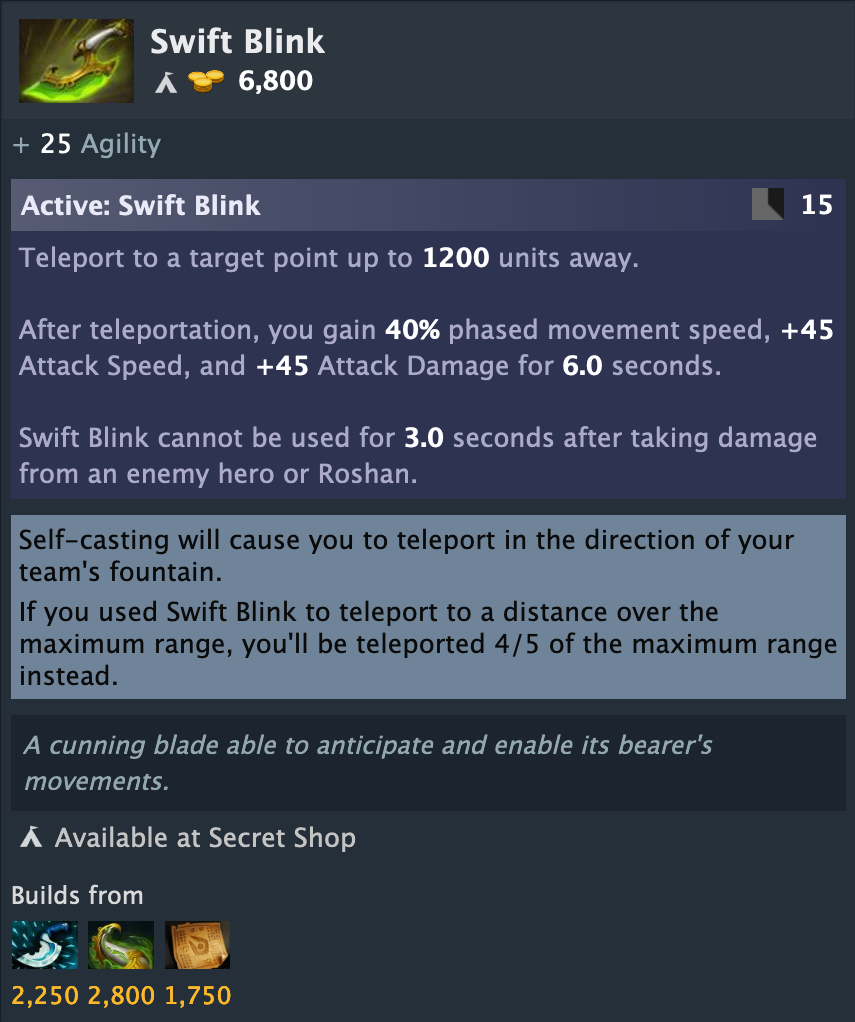 Swift Blink
6,800
+ 25 Agility
Active: Swift Blink 15
Teleport to a target point up to 1200 units away.
After teleportation, you gain 40% phased movement speed, +45
Attack Speed, and +45 Attack Damage for 6.0 seconds.
Swift Blink cannot be used for 3.0 seconds after taking damage
from an enemy hero or Roshan.
Self-casting will cause you to teleport in the direction of your
team's fountain.
If you used Swift Blink to teleport to a distance over the
maximum range, you'll be teleported 4/5 of the maximum range
instead.
A cunning blade able to anticipate and enable its bearer's
movements.
Available at Secret Shop
Builds from
2,250 2,800 1,750